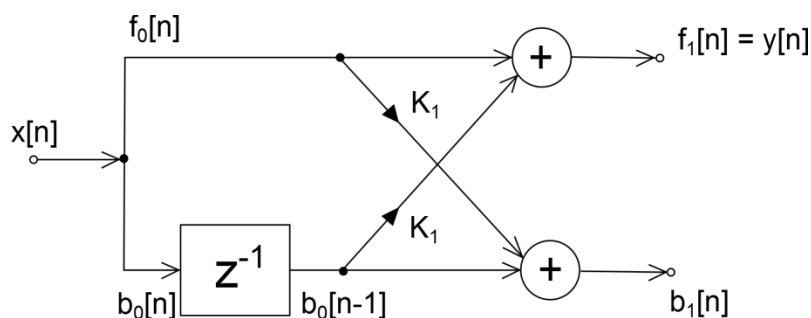 f₀[n]
f₁[n] = y[n]
+
K₁
x[n]
K₁
z⁻¹
+
b₀[n]
b₀[n-1]
b₁[n]